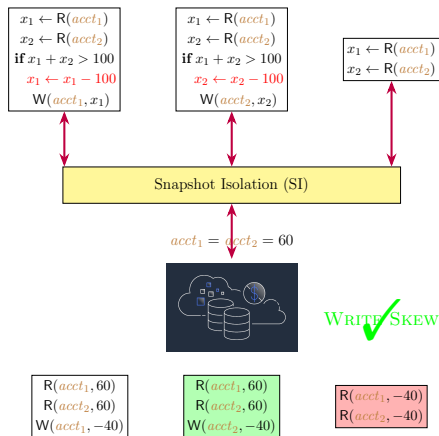 x₁ ← R(acct₁)
x₂ ← R(acct₂)
if x₁ + x₂ > 100
x₁ ← x₁ − 100
W(acct₁, x₁)
x₁ ← R(acct₁)
x₂ ← R(acct₂)
if x₁ + x₂ > 100
x₂ ← x₂ − 100
W(acct₂, x₂)
x₁ ← R(acct₁)
x₂ ← R(acct₂)
Snapshot Isolation (SI)
acct₁ = acct₂ = 60
$
WRITE SKEW
R(acct₁, 60)
R(acct₂, 60)
W(acct₁, −40)
R(acct₁, 60)
R(acct₂, 60)
W(acct₂, −40)
R(acct₁, −40)
R(acct₂, −40)